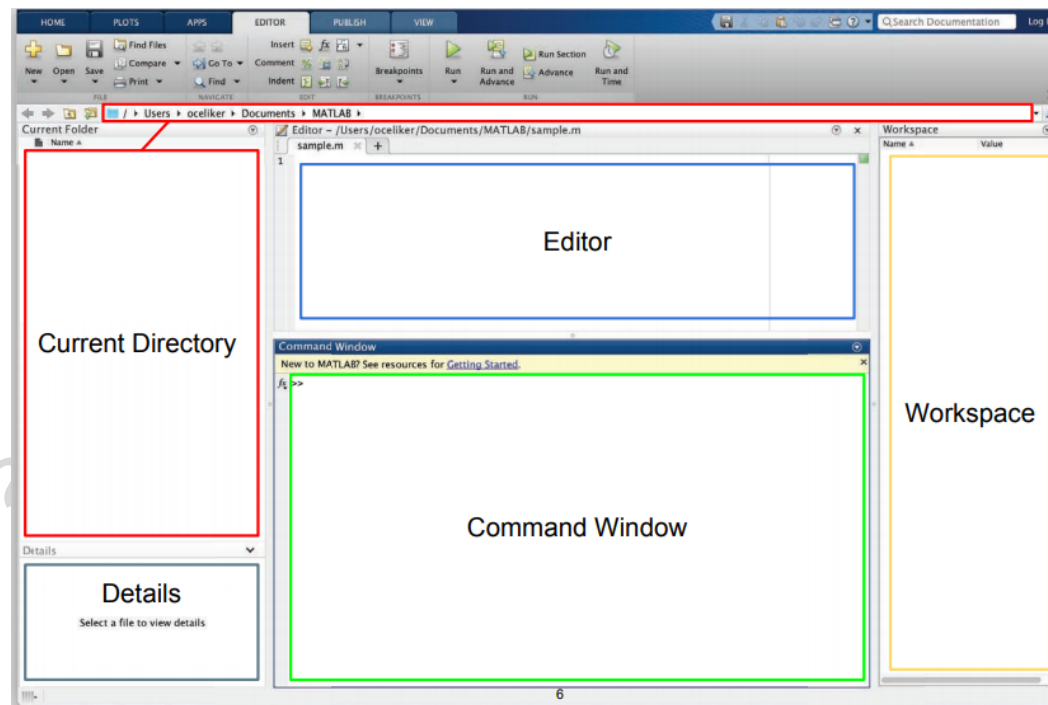 HOME PLOTS APPS EDITOR PUBLISH VIEW Search Documentation Log
Find Files Insert fx
New Open Save Compare Go To Comment Breakpoints Run Run and Advance Run Section Advance Run and Time
Print Find Indent
FILE NAVIGATE EDIT BREAKPOINTS RUN
/ Users oceliker Documents MATLAB
Current Folder
Name
Editor – /Users/oceliker/Documents/MATLAB/sample.m
sample.m +
1
Editor
Workspace
Name Value
Current Directory
Command Window
New to MATLAB? See resources for Getting Started.
fx >>
Command Window
Workspace
Details
Details
Select a file to view details
6